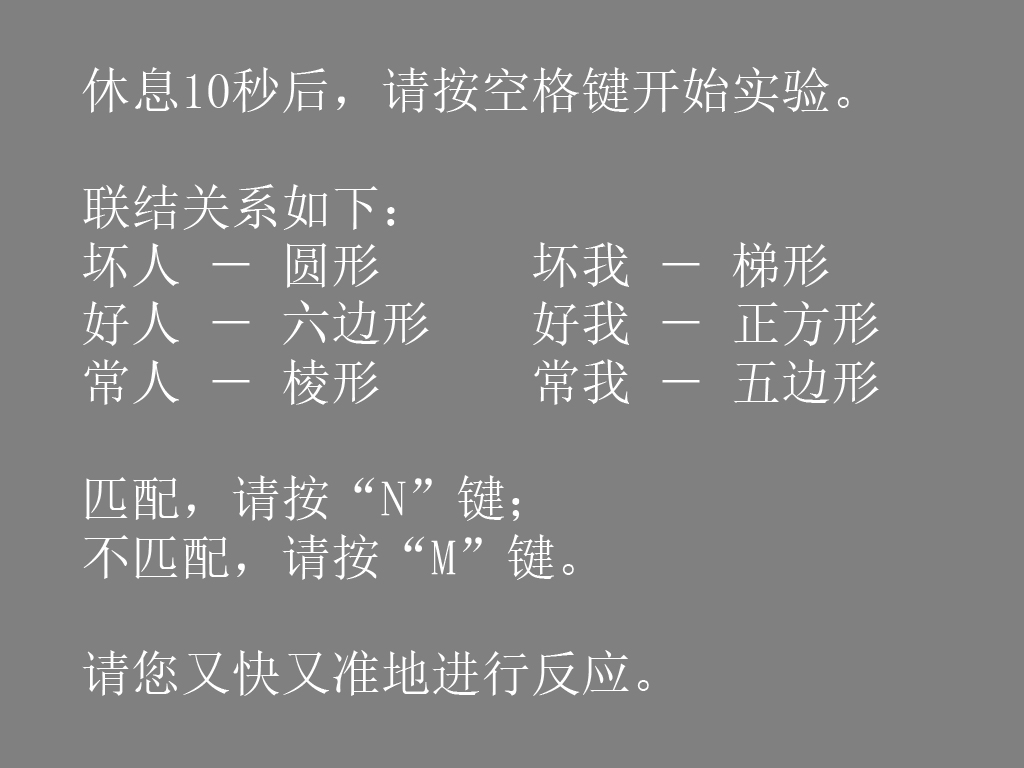 休息10秒后，请按空格键开始实验。
联结关系如下：
坏人 － 圆形 坏我 － 梯形
好人 － 六边形 好我 － 正方形
常人 － 棱形 常我 － 五边形
匹配，请按“N”键；
不匹配，请按“M”键。
请您又快又准地进行反应。